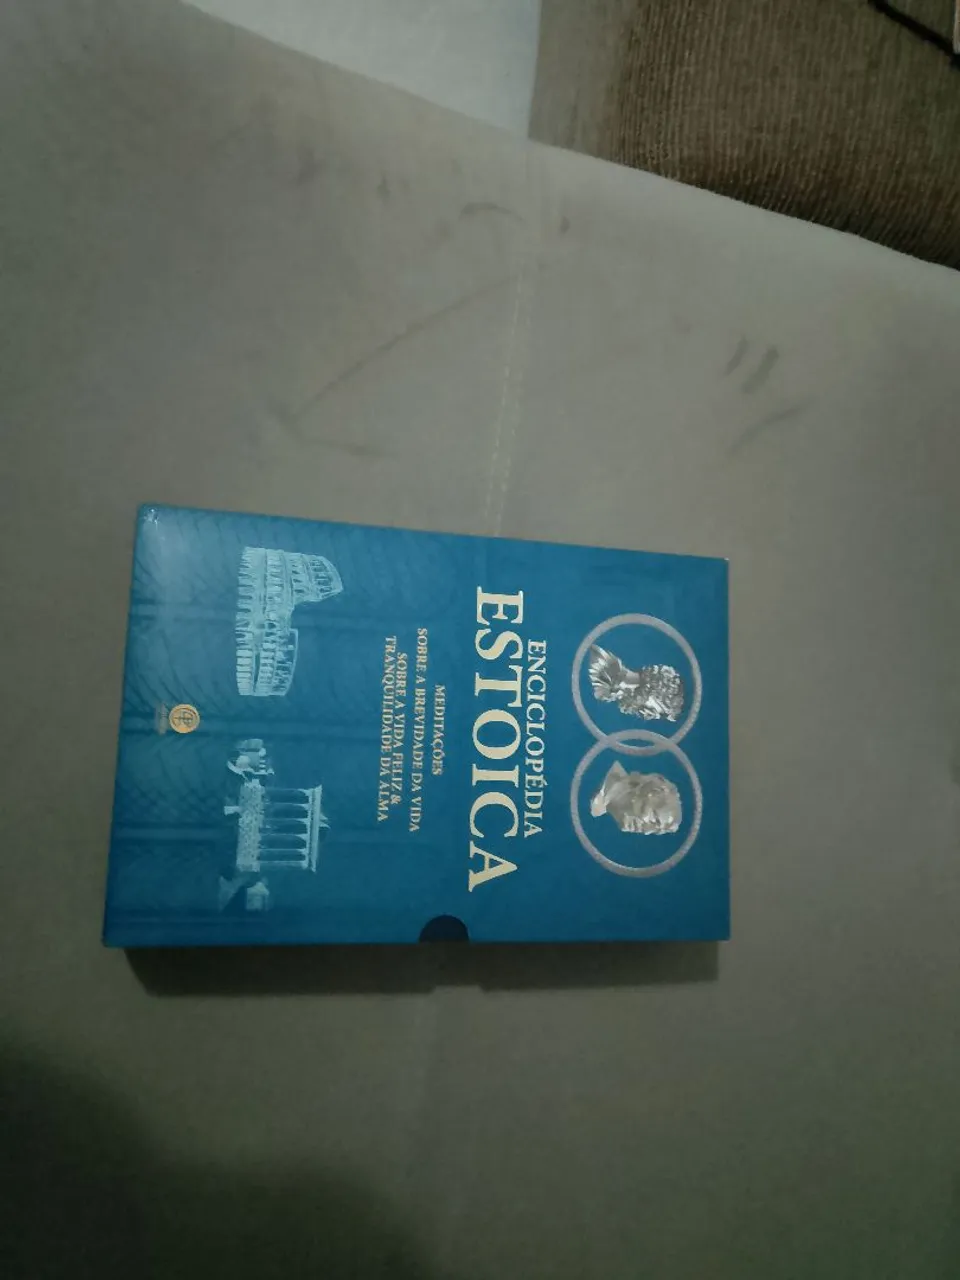 ENCICLOPÉDIA
ESTOICA
MEDITAÇÕES
SOBRE A BREVIDADE DA VIDA
SOBRE A VIDA FELIZ &
TRANQUILIDADE DA ALMA